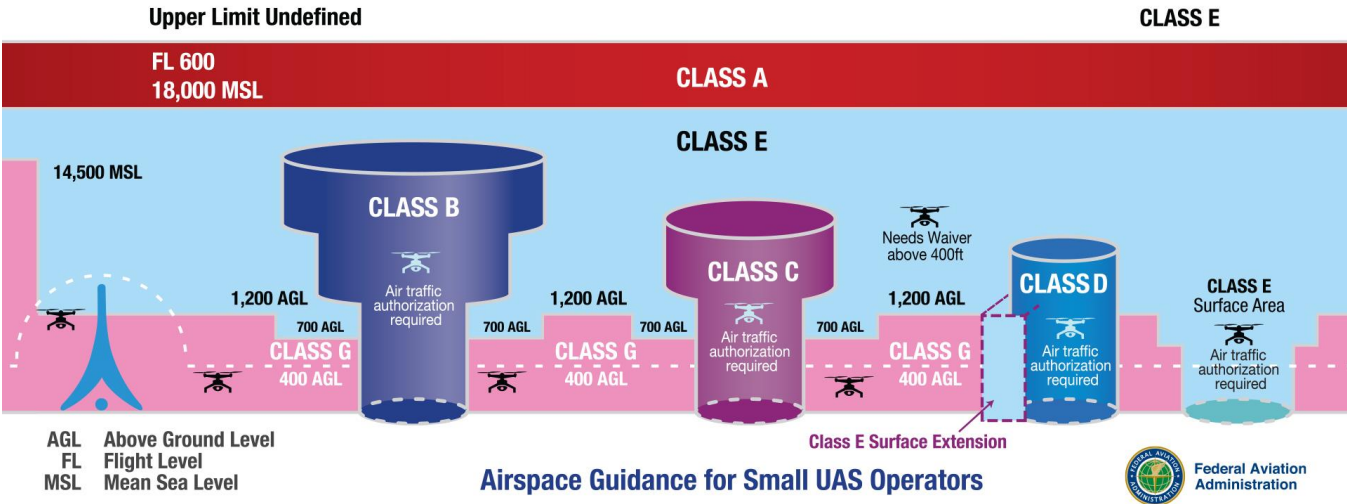 Upper Limit Undefined
CLASS E
FL 600
18,000 MSL
CLASS A
CLASS E
14,500 MSL
CLASS B
Air traffic
authorization
required
CLASS C
Air traffic
authorization
required
Needs Waiver
above 400ft
CLASS D
Air traffic
authorization
required
CLASS E
Surface Area
Air traffic
authorization
required
1,200 AGL
1,200 AGL
1,200 AGL
700 AGL
700 AGL
700 AGL
700 AGL
CLASS G
400 AGL
CLASS G
400 AGL
CLASS G
400 AGL
Class E Surface Extension
AGL Above Ground Level
FL Flight Level
MSL Mean Sea Level
Airspace Guidance for Small UAS Operators
FEDERAL AVIATION
ADMINISTRATION
Federal Aviation
Administration